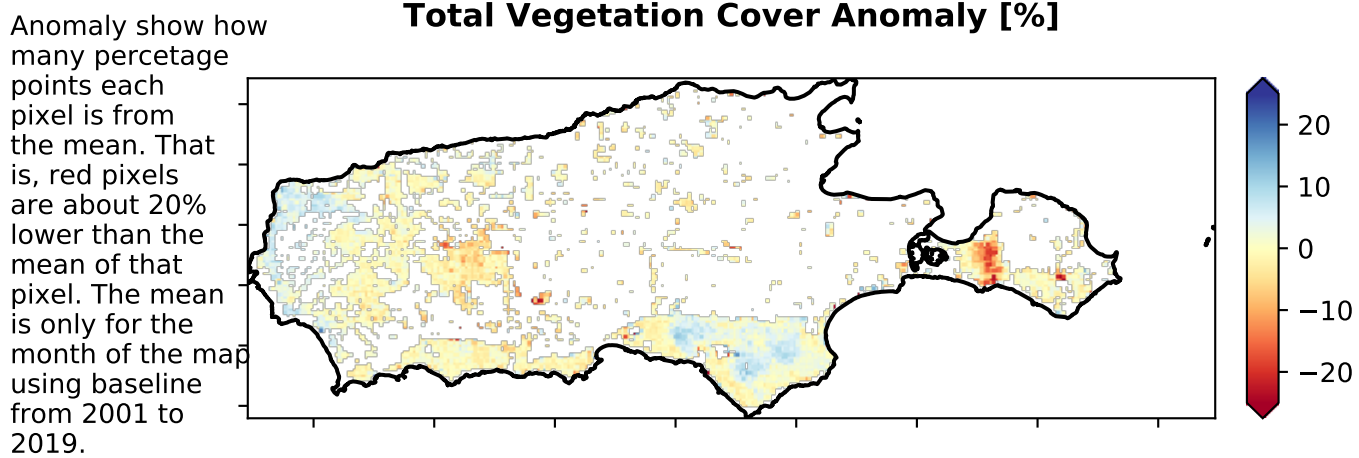 Total Vegetation Cover Anomaly [%]
Anomaly show how
many percetage
points each
pixel is from
the mean. That
is, red pixels
are about 20%
lower than the
mean of that
pixel. The mean
is only for the
month of the map
using baseline
from 2001 to
2019.
20
10
0
−10
−20